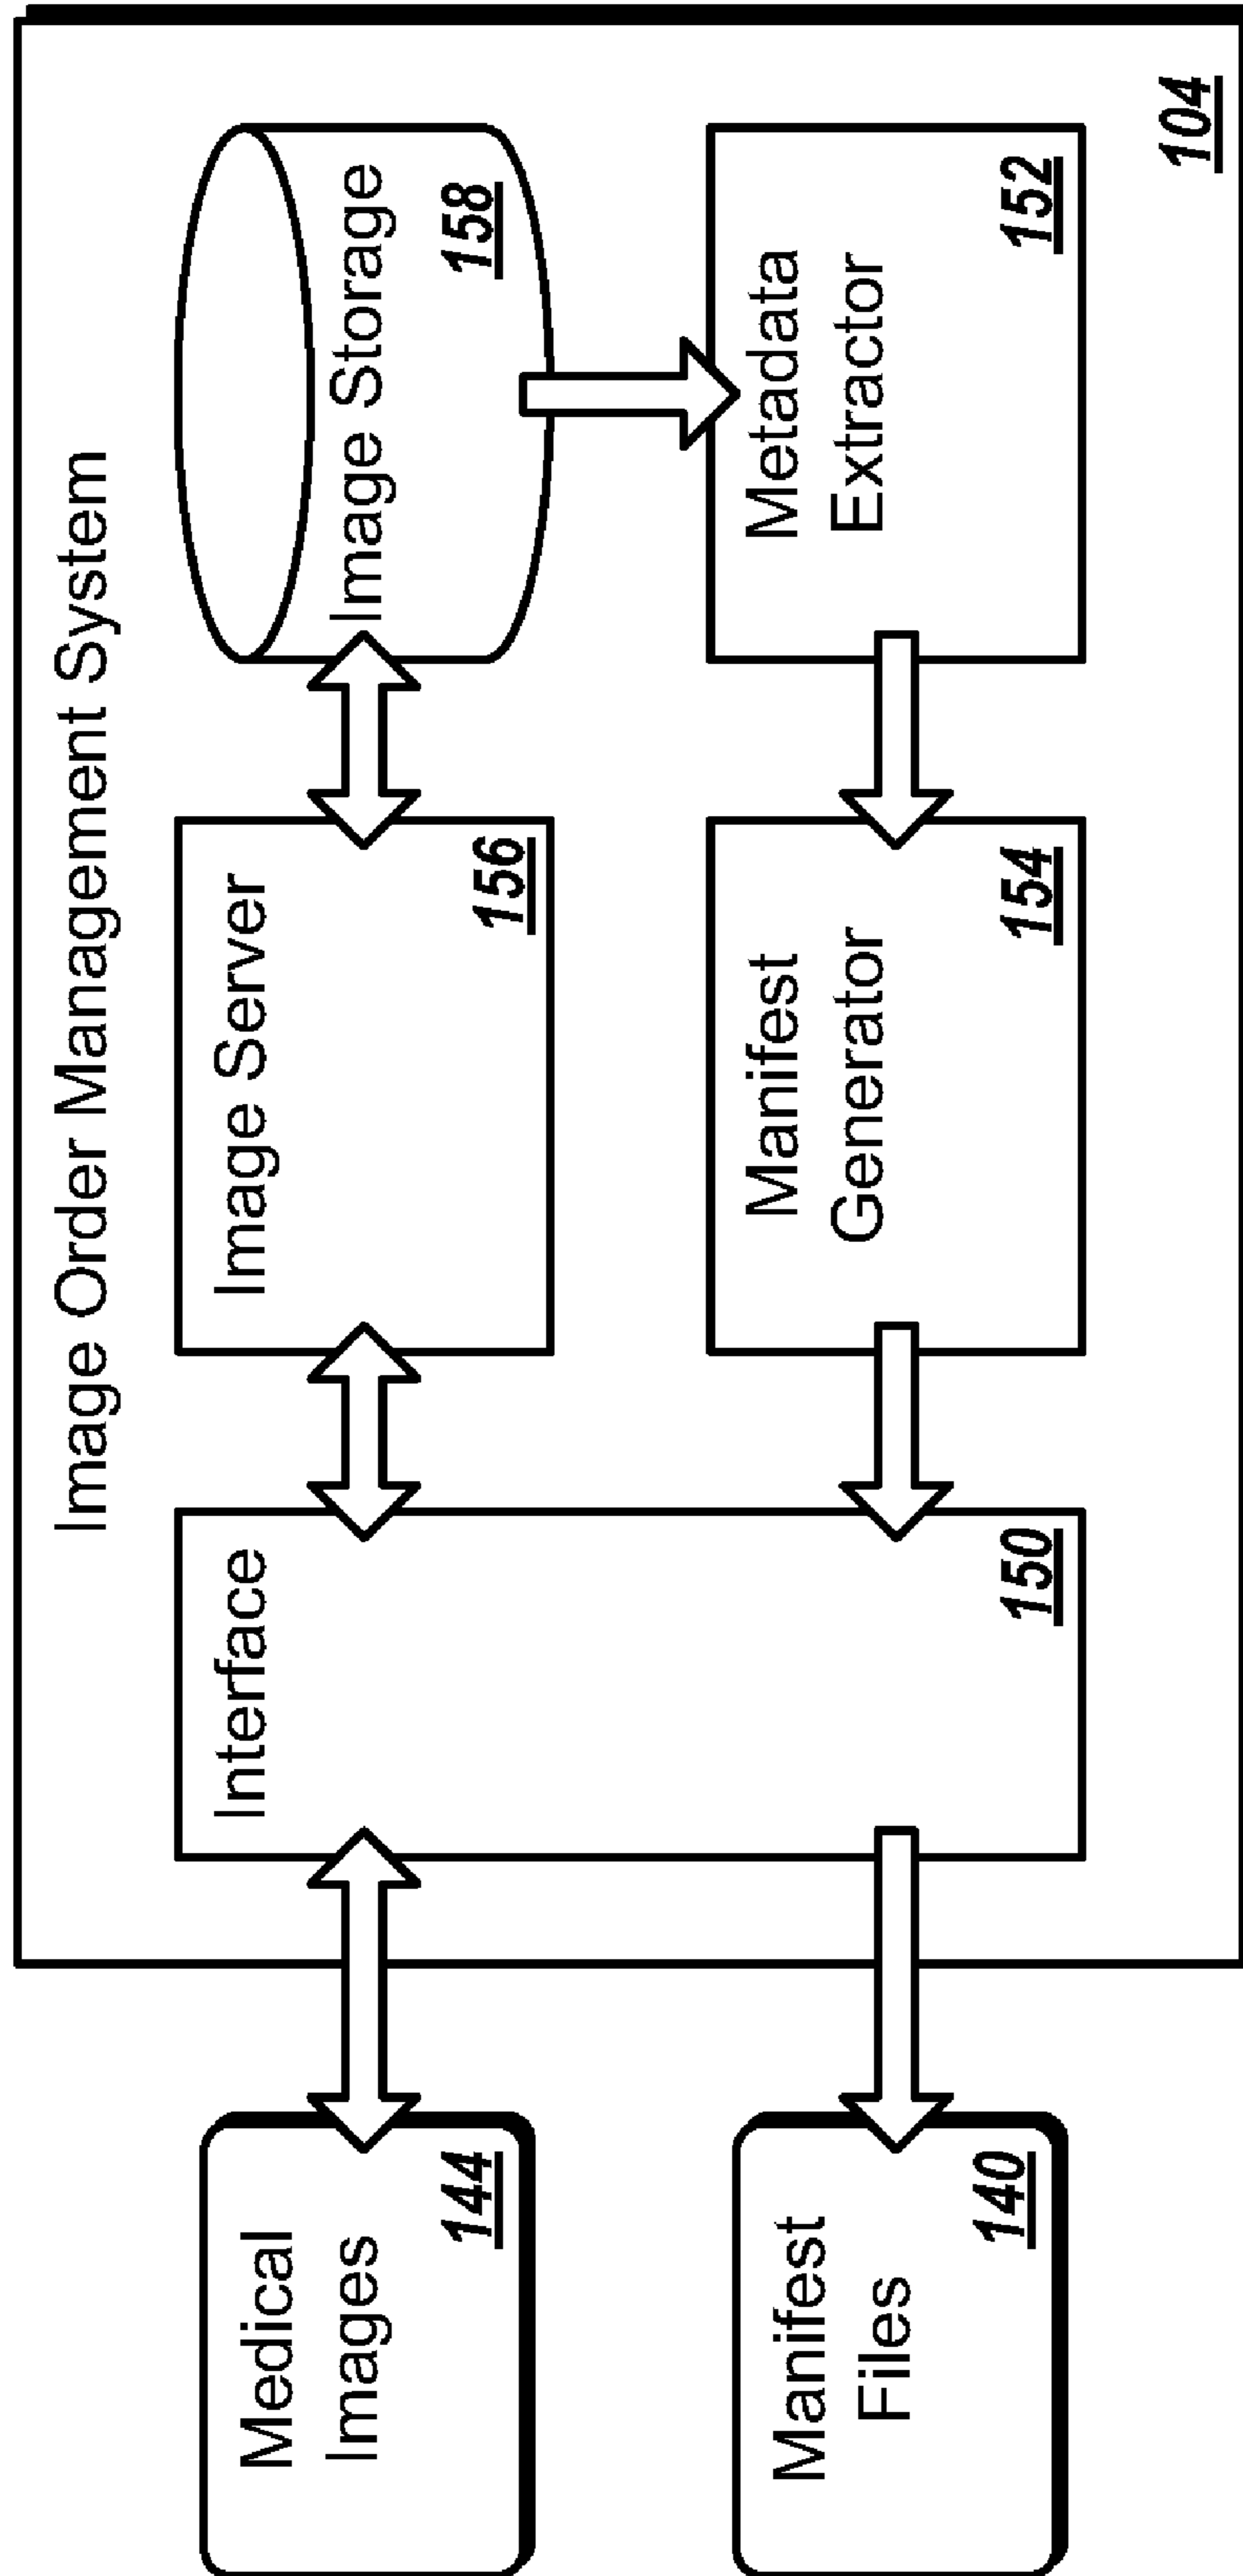 Image Order Management System
Medical
Images
144
Interface
150
Image Server
156
Image Storage
158
Manifest
Files
140
Manifest
Generator
154
Metadata
Extractor
152
104